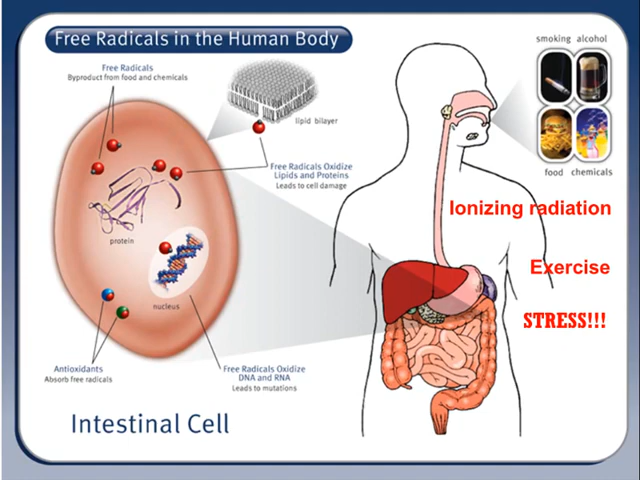 Free Radicals in the Human Body
Free Radicals
Byproduct from food and chemicals
lipid bilayer
Free Radicals Oxidize
Lipids and Proteins
Leads to cell damage
protein
nucleus
Antioxidants
Absorb free radicals
Free Radicals Oxidize
DNA and RNA
Leads to mutations
Intestinal Cell
smoking alcohol
food chemicals
Ionizing radiation
Exercise
STRESS!!!